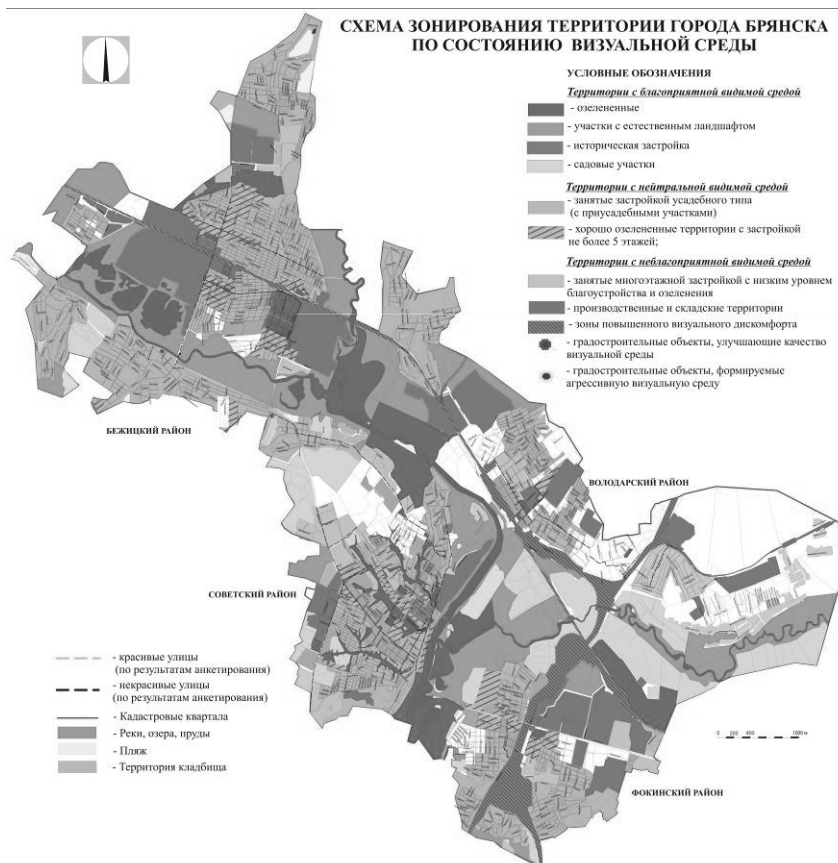 СХЕМА ЗОНИРОВАНИЯ ТЕРРИТОРИИ ГОРОДА БРЯНСКА
ПО СОСТОЯНИЮ ВИЗУАЛЬНОЙ СРЕДЫ
УСЛОВНЫЕ ОБОЗНАЧЕНИЯ
Территории с благоприятной видимой средой
- озелененные
- участки с естественным ландшафтом
- историческая застройка
- садовые участки
Территории с нейтральной видимой средой
- занятые застройкой усадебного типа
(с приусадебными участками)
- хорошо озелененные территории с застройкой
не более 5 этажей;
Территории с неблагоприятной видимой средой
- занятые многоэтажной застройкой с низким уровнем
благоустройства и озеленения
- производственные и складские территории
- зоны повышенного визуального дискомфорта
- градостроительные объекты, улучшающие качество
визуальной среды
- градостроительные объекты, формируемые
агрессивную визуальную среду
БЕЖИЦКИЙ РАЙОН
ВОЛОДАРСКИЙ РАЙОН
СОВЕТСКИЙ РАЙОН
ФОКИНСКИЙ РАЙОН
- красивые улицы
(по результатам анкетирования)
- некрасивые улицы
(по результатам анкетирования)
- Кадастровые квартала
- Реки, озера, пруды
- Пляж
- Территория кладбища
0 200 400 1000 м